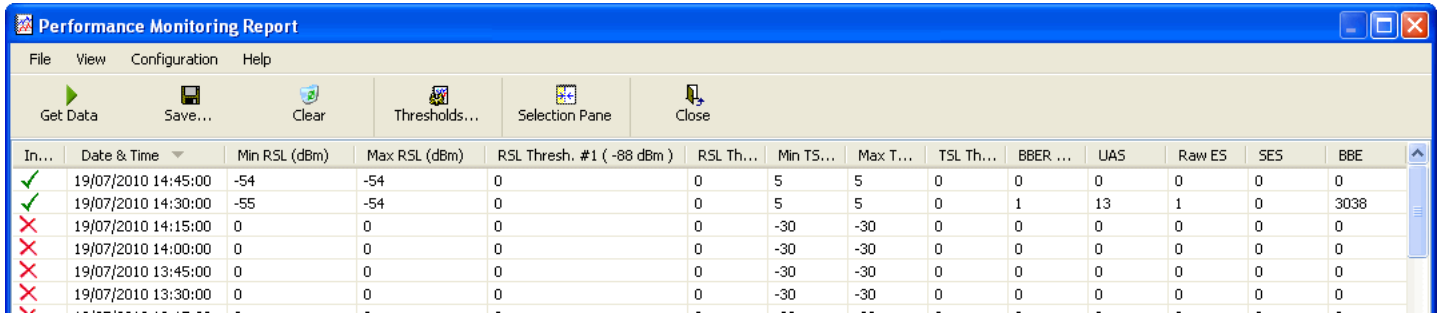 Performance Monitoring Report
File View Configuration Help
Get Data Save... Clear Thresholds... Selection Pane Close
In... Date & Time Min RSL (dBm) Max RSL (dBm) RSL Thresh. #1 ( -88 dBm ) RSL Th... Min TS... Max T... TSL Th... BBER ... UAS Raw ES SES BBE
19/07/2010 14:45:00 -54 -54 0 0 5 5 0 0 0 0 0 0
19/07/2010 14:30:00 -55 -54 0 0 5 5 0 1 13 1 0 3038
19/07/2010 14:15:00 0 0 0 0 -30 -30 0 0 0 0 0 0
19/07/2010 14:00:00 0 0 0 0 -30 -30 0 0 0 0 0 0
19/07/2010 13:45:00 0 0 0 0 -30 -30 0 0 0 0 0 0
19/07/2010 13:30:00 0 0 0 0 -30 -30 0 0 0 0 0 0